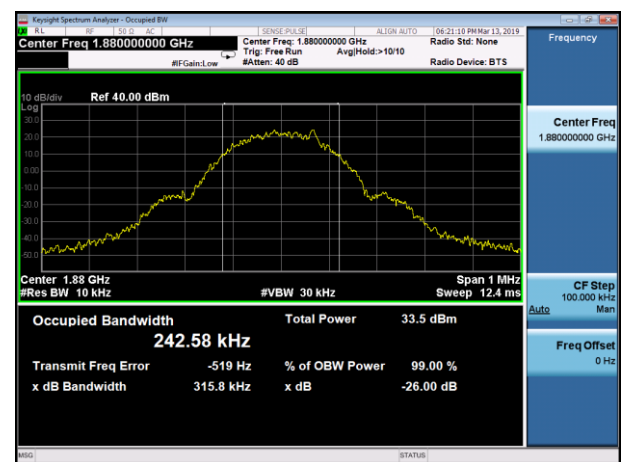 Keysight Spectrum Analyzer - Occupied BW
RL RF 50 Ω AC SENSE:PULSE ALIGN AUTO 06:21:10 PM Mar 13, 2019
Center Freq 1.880000000 GHz
Center Freq: 1.880000000 GHz Radio Std: None
Trig: Free Run Avg|Hold:>10/10
#IFGain:Low #Atten: 40 dB Radio Device: BTS
Frequency
10 dB/div Ref 40.00 dBm
Log
30.0
20.0
10.0
0.00
10.0
20.0
30.0
40.0
50.0
Center 1.88 GHz Span 1 MHz
#Res BW 10 kHz #VBW 30 kHz Sweep 12.4 ms
Occupied Bandwidth Total Power 33.5 dBm
242.58 kHz
Transmit Freq Error -519 Hz % of OBW Power 99.00 %
x dB Bandwidth 315.8 kHz x dB -26.00 dB
Center Freq
1.880000000 GHz
CF Step
100.000 kHz
Auto Man
Freq Offset
0 Hz
MSG STATUS